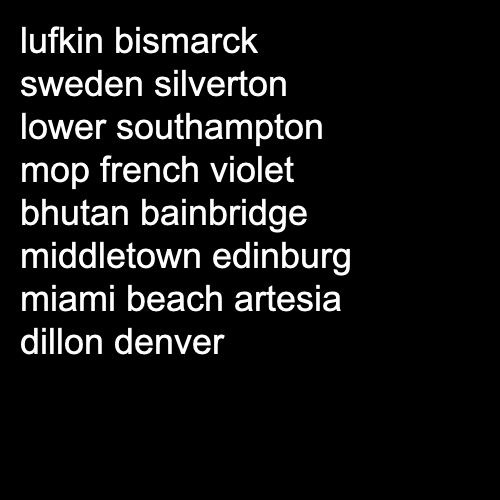 lufkin bismarck
sweden silverton
lower southampton
mop french violet
bhutan bainbridge
middletown edinburg
miami beach artesia
dillon denver